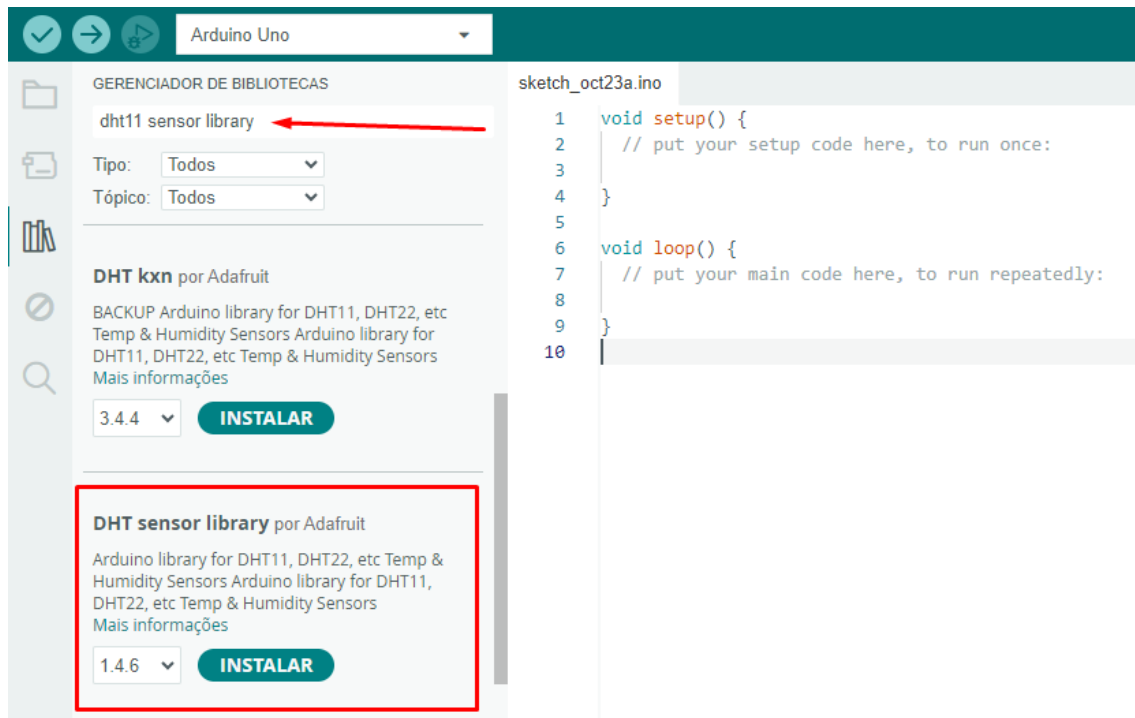 Arduino Uno
GERENCIADOR DE BIBLIOTECAS
dht11 sensor library
Tipo: Todos
Tópico: Todos
DHT kxn por Adafruit
BACKUP Arduino library for DHT11, DHT22, etc
Temp & Humidity Sensors Arduino library for
DHT11, DHT22, etc Temp & Humidity Sensors
Mais informações
3.4.4 INSTALAR
DHT sensor library por Adafruit
Arduino library for DHT11, DHT22, etc Temp &
Humidity Sensors Arduino library for DHT11,
DHT22, etc Temp & Humidity Sensors
Mais informações
1.4.6 INSTALAR
sketch_oct23a.ino
1 void setup() {
2 // put your setup code here, to run once:
3
4 }
5
6 void loop() {
7 // put your main code here, to run repeatedly:
8
9 }
10